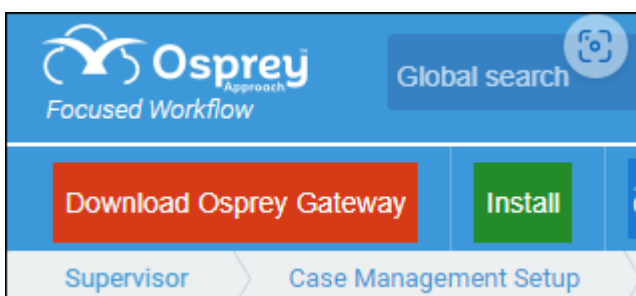 Osprey
Approach
Focused Workflow
Global search
Download Osprey Gateway
Install
Supervisor
Case Management Setup